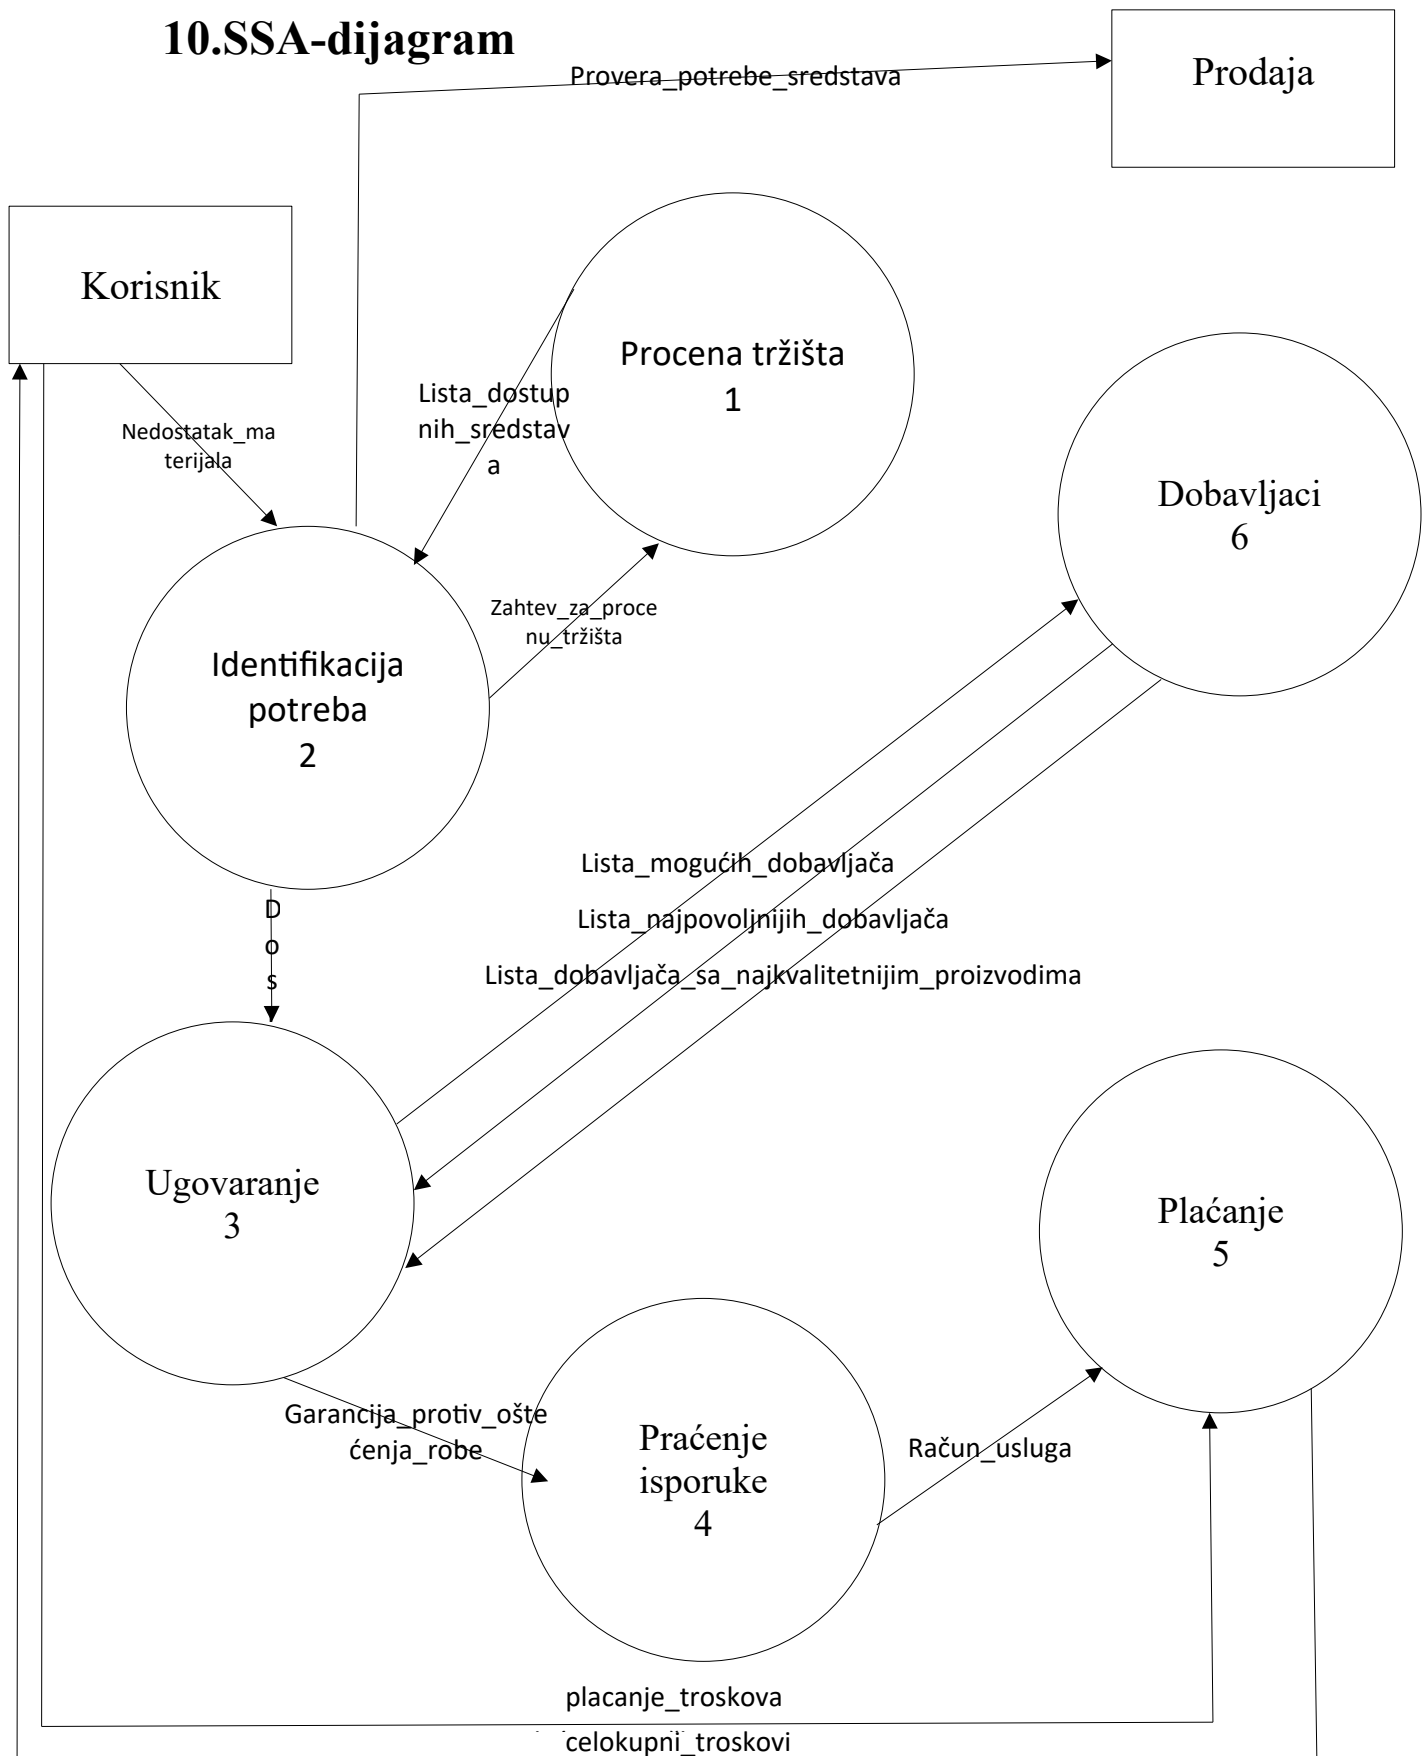 10.SSA-dijagram
Provera_potrebe_sredstava
Prodaja
Korisnik
Procena tržišta
1
Lista_dostup
nih_sredstav
a
Nedostatak_ma
terijala
Dobavljaci
6
Zahtev_za_proce
nu_tržišta
Identifikacija
potreba
2
Lista_mogućih_dobavljača
D
o
s
Lista_najpovoljnijih_dobavljača
Lista_dobavljača_sa_najkvalitetnijim_proizvodima
Ugovaranje
3
Plaćanje
5
Garancija_protiv_ošte
ćenja_robe
Praćenje
isporuke
4
Račun_usluga
placanje_troskova
celokupni_troskovi